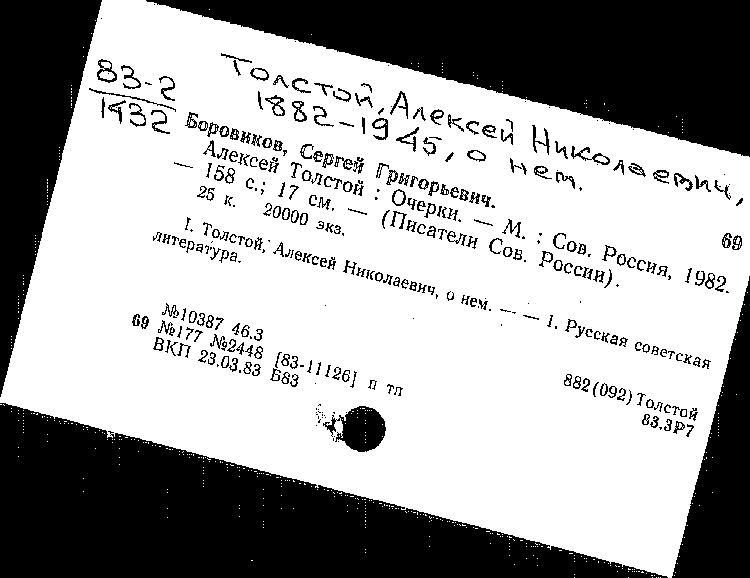 Толстой, Алексей Николаевич,
1882-1945, о нем.
83-2
1432
Боровиков, Сергей Григорьевич.
69
Алексей Толстой : Очерки. — М. : Сов. Россия, 1982.
— 158 с.; 17 см. — (Писатели Сов. России).
25 к. 20000 экз.
I. Толстой, Алексей Николаевич, о нем. — — 1. Русская советская
литература.
882(092)Толстой
83.3Р7
№10387 46.3
69 №177 №2448 [83-11126] п тп
ВКП 23.03.83 Б83